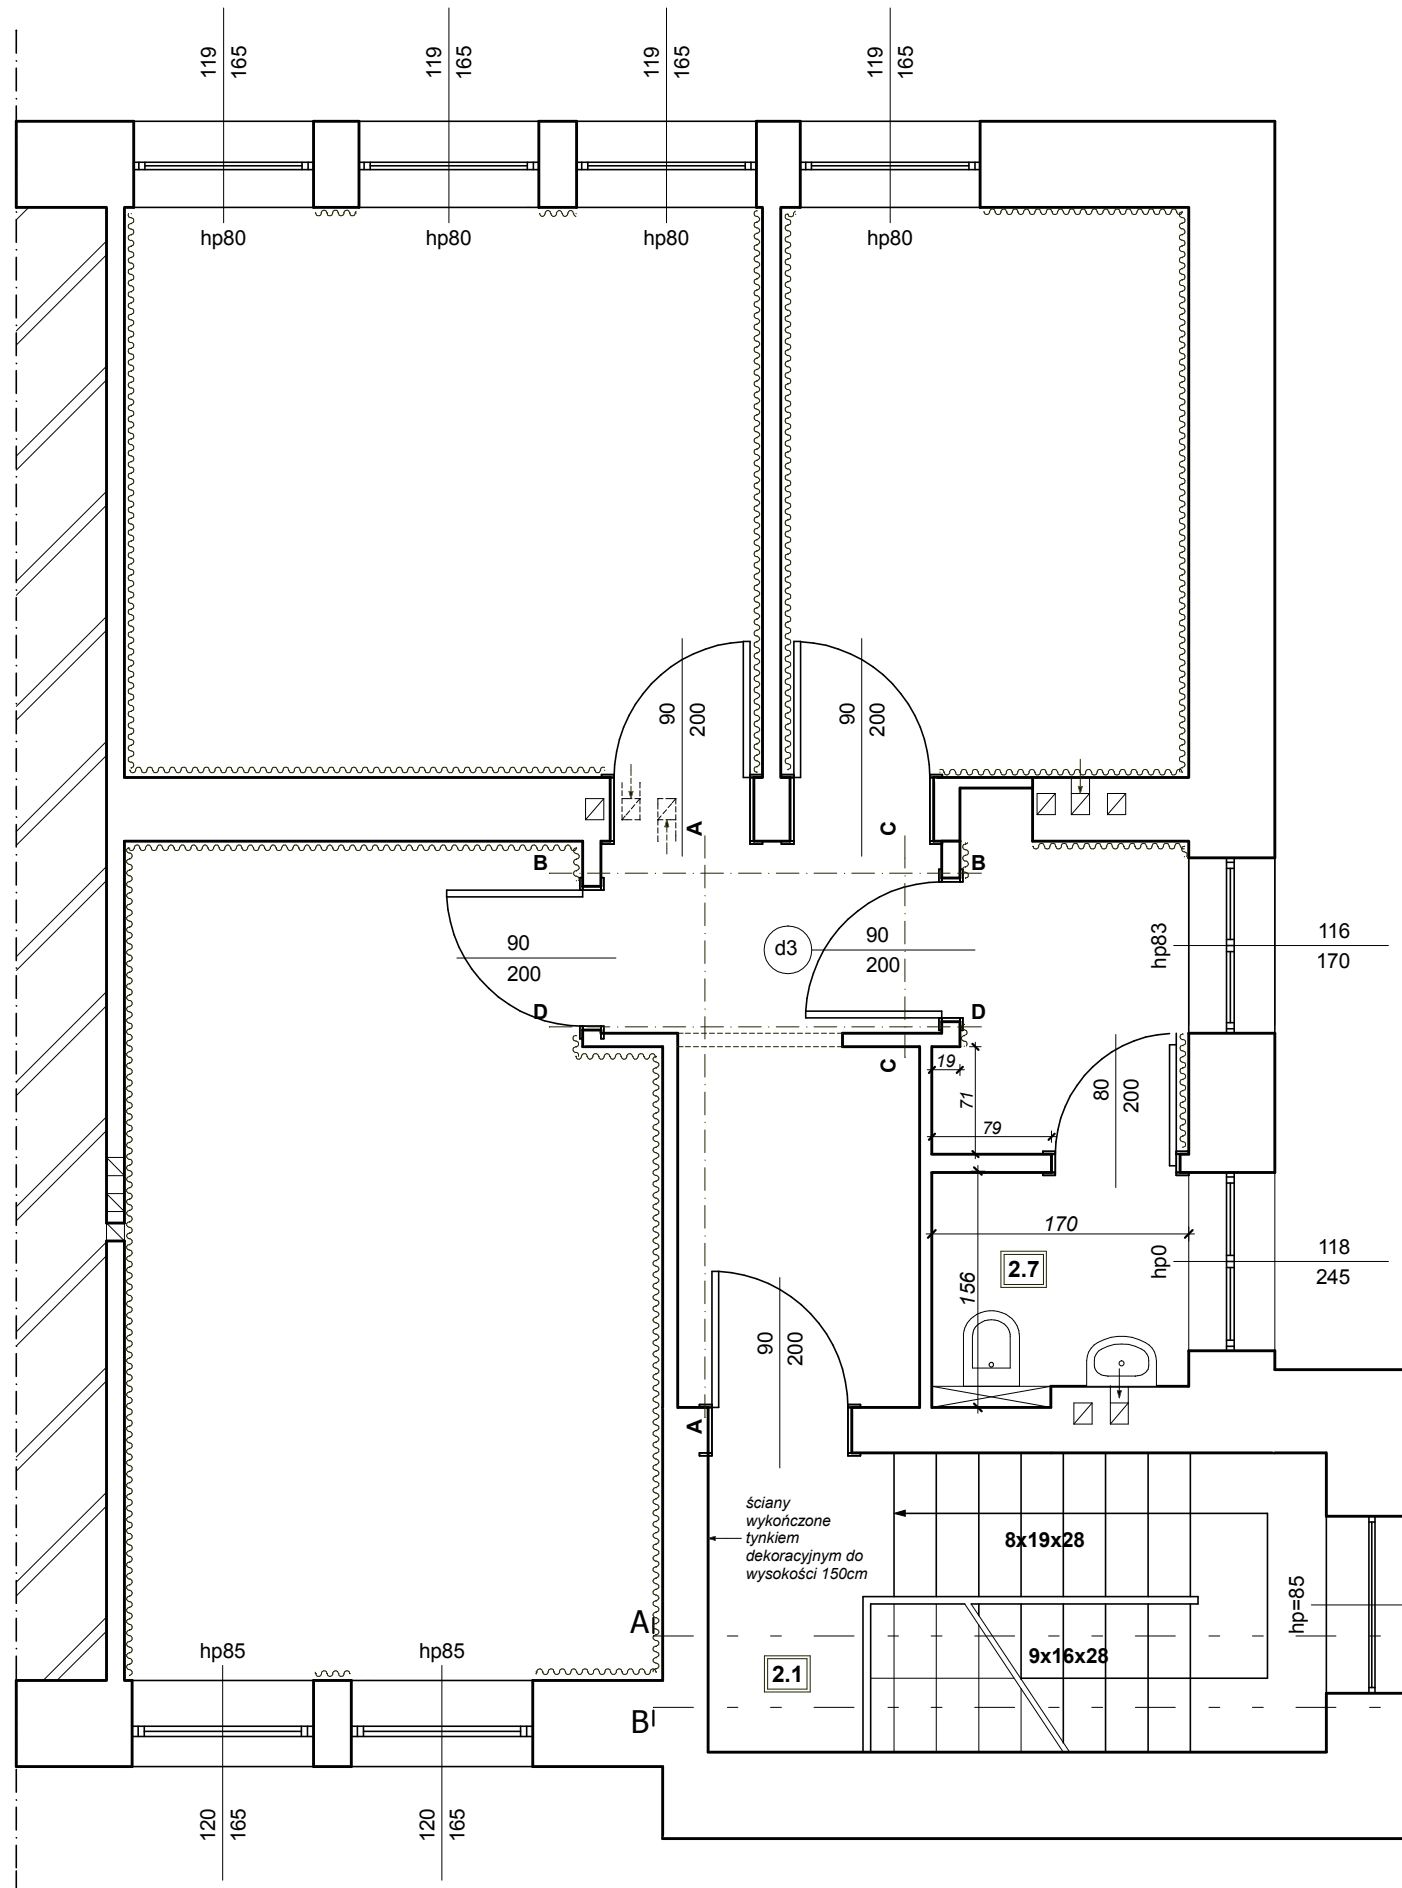 119
165
119
165
119
165
119
165
hp80
hp80
hp80
hp80
90
200
90
200
A
C
B
B
90
200
d3
90
200
hp83
116
170
D
D
C
19
71
79
80
200
170
156
2.7
hp0
118
245
90
200
A
ściany
wykończone
tynkiem
dekoracyjnym do
wysokości 150cm
8x19x28
hp=85
A
9x16x28
hp85
hp85
2.1
B
120
165
120
165